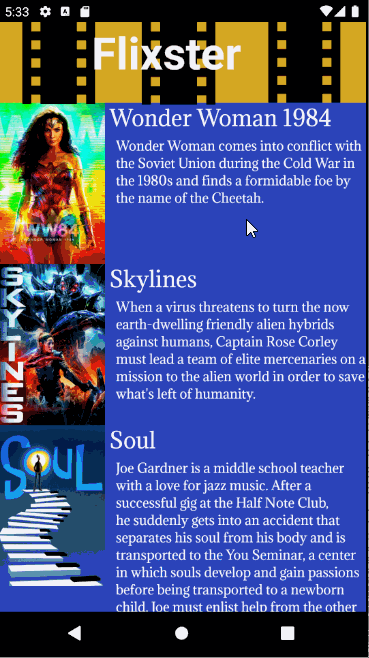 5:33
Flixster
Wonder Woman 1984
Wonder Woman comes into conflict with
the Soviet Union during the Cold War in
the 1980s and finds a formidable foe by
the name of the Cheetah.
WW84
WONDER WOMAN 1984
Skylines
When a virus threatens to turn the now
earth-dwelling friendly alien hybrids
against humans, Captain Rose Corley
must lead a team of elite mercenaries on a
mission to the alien world in order to save
what's left of humanity.
SKYLINES
Soul
Joe Gardner is a middle school teacher
with a love for jazz music. After a
successful gig at the Half Note Club,
he suddenly gets into an accident that
separates his soul from his body and is
transported to the You Seminar, a center
in which souls develop and gain passions
before being transported to a newborn
child. Joe must enlist help from the other
SOUL